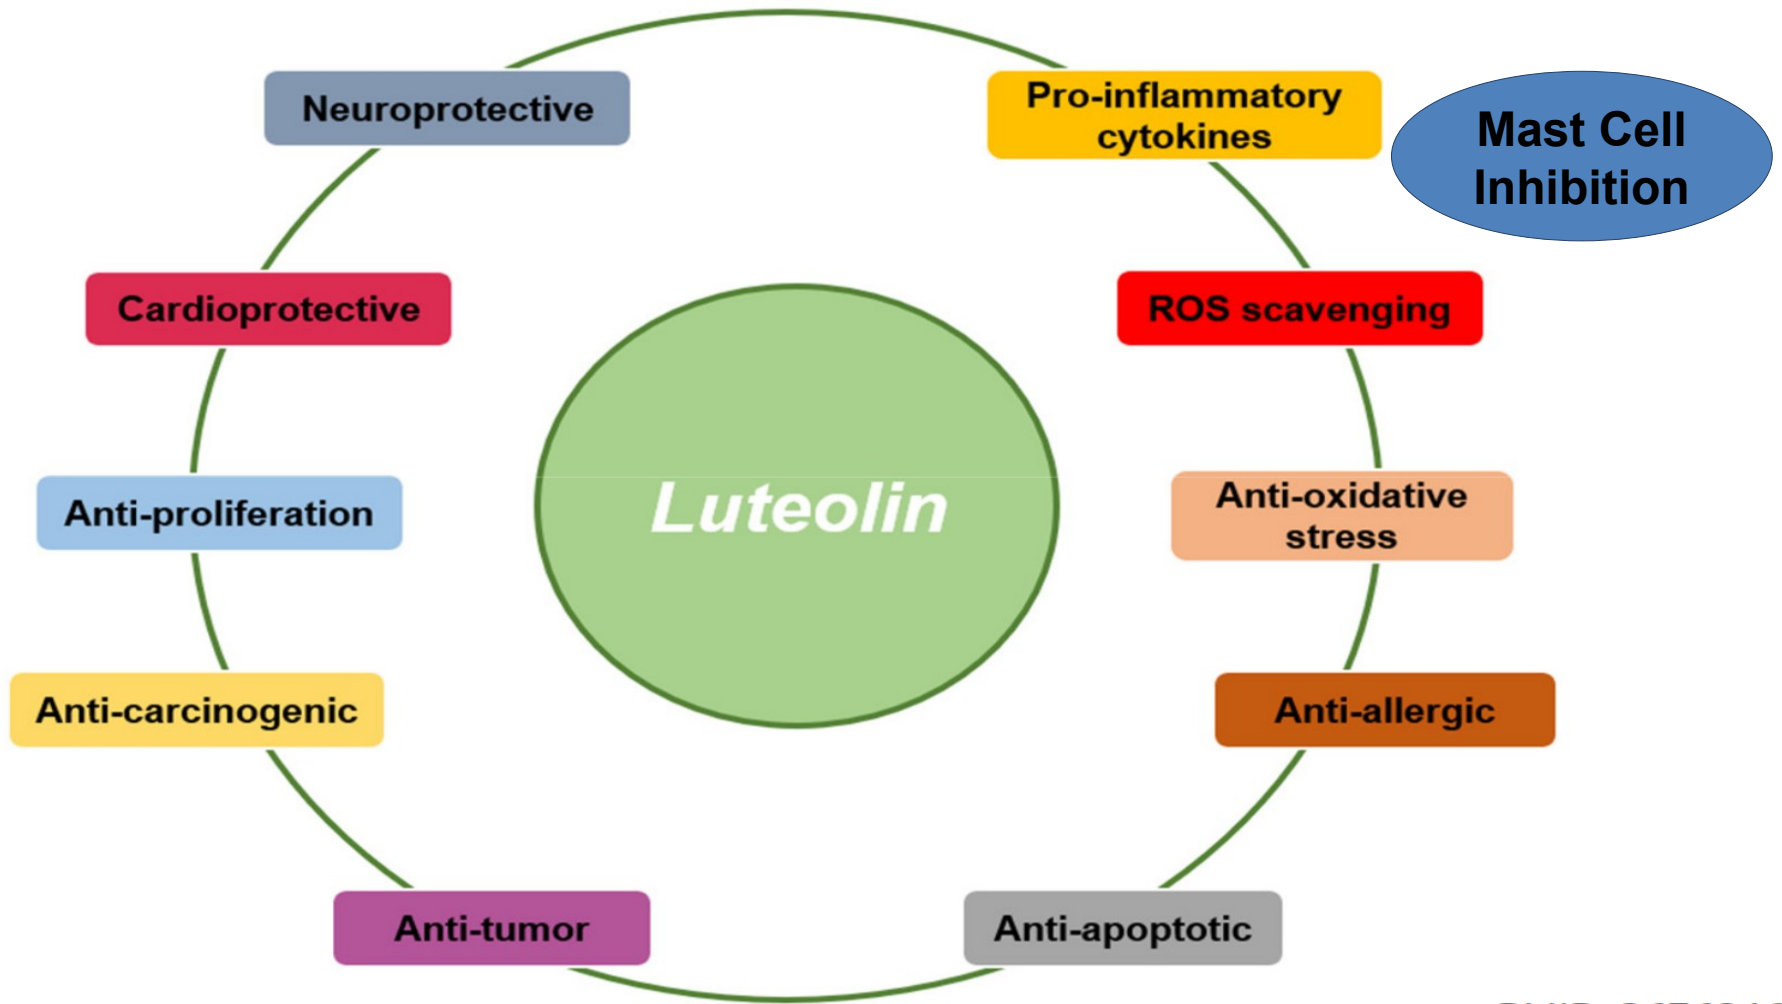 Neuroprotective
Pro-inflammatory
cytokines
Mast Cell
Inhibition
Cardioprotective
ROS scavenging
Luteolin
Anti-proliferation
Anti-oxidative
stress
Anti-carcinogenic
Anti-allergic
Anti-tumor
Anti-apoptotic